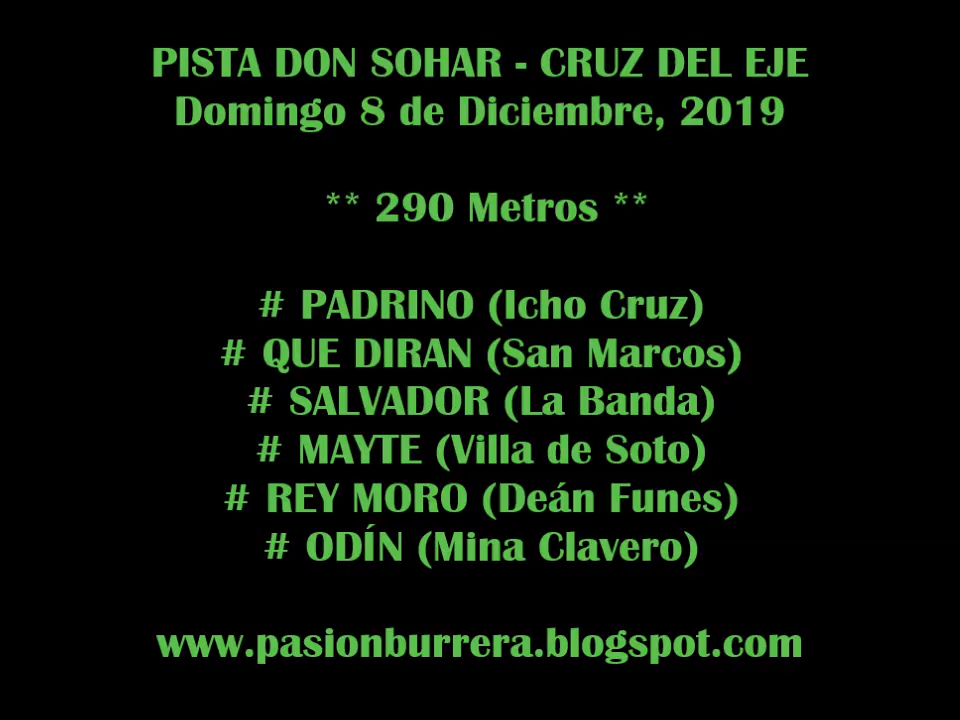 PISTA DON SOHAR - CRUZ DEL EJE
Domingo 8 de Diciembre, 2019
** 290 Metros **
# PADRINO (Icho Cruz)
# QUE DIRAN (San Marcos)
# SALVADOR (La Banda)
# MAYTE (Villa de Soto)
# REY MORO (Deán Funes)
# ODÍN (Mina Clavero)
www.pasionburrera.blogspot.com